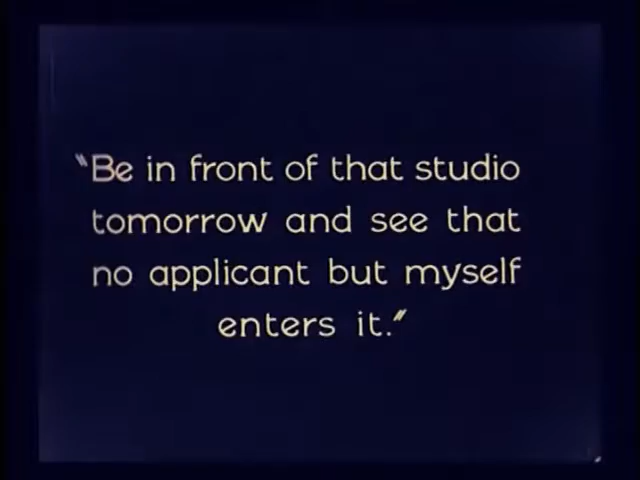 "Be in front of that studio
tomorrow and see that
no applicant but myself
enters it."